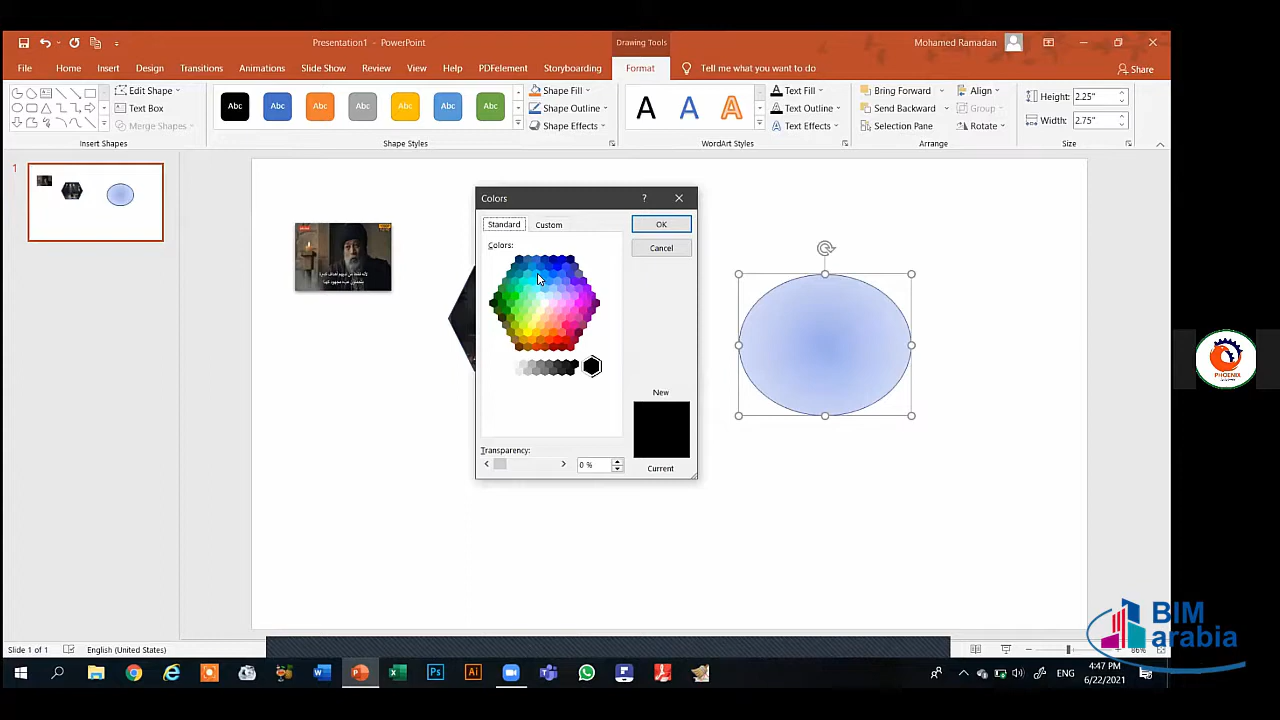 Presentation1 - PowerPoint
Drawing Tools
Mohamed Ramadan
File Home Insert Design Transitions Animations Slide Show Review View Help PDFelement Storyboarding Format Tell me what you want to do Share
Edit Shape
Text Box
Merge Shapes
Insert Shapes
Abc Abc Abc Abc Abc Abc Abc
Shape Fill
Shape Outline
Shape Effects
Shape Styles
A A A
Text Fill
Text Outline
Text Effects
WordArt Styles
Bring Forward
Send Backward
Selection Pane
Align
Group
Rotate
Arrange
Height: 2.25"
Width: 2.75"
Size
1
Colors ?
Standard Custom
OK
Cancel
Colors:
New
Current
Transparency:
0 %
PHOENIX
BIM
arabia
Slide 1 of 1 English (United States)
86%
ENG
4:47 PM
6/22/2021